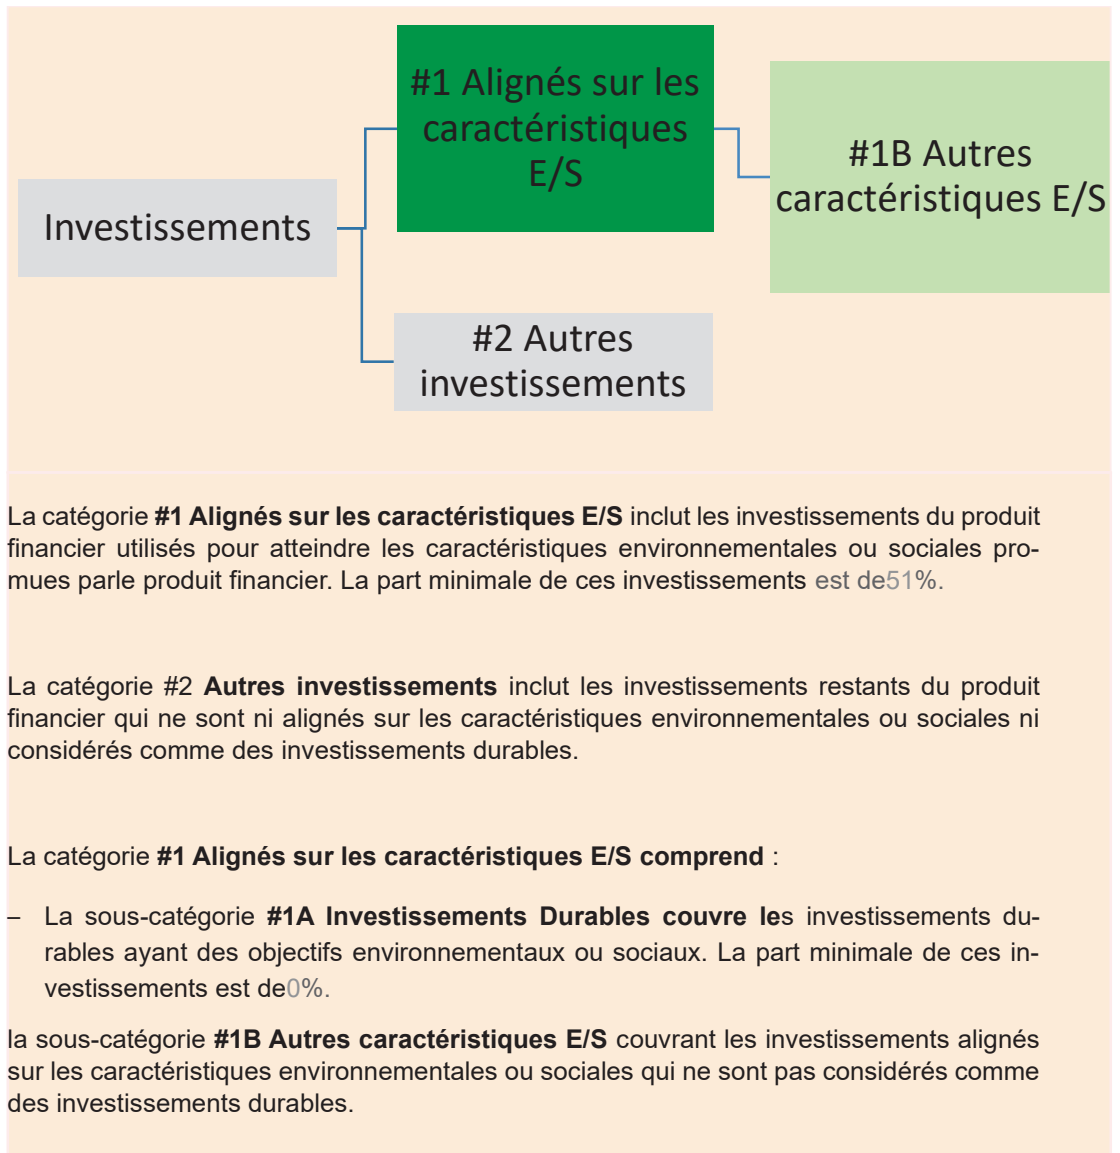 #1 Alignés sur les
caractéristiques
E/S
#1B Autres
caractéristiques E/S
Investissements
#2 Autres
investissements
La catégorie #1 Alignés sur les caractéristiques E/S inclut les investissements du produit
financier utilisés pour atteindre les caractéristiques environnementales ou sociales pro-
mues parle produit financier. La part minimale de ces investissements est de51%.
La catégorie #2 Autres investissements inclut les investissements restants du produit
financier qui ne sont ni alignés sur les caractéristiques environnementales ou sociales ni
considérés comme des investissements durables.
La catégorie #1 Alignés sur les caractéristiques E/S comprend :
– La sous-catégorie #1A Investissements Durables couvre les investissements du-
rables ayant des objectifs environnementaux ou sociaux. La part minimale de ces in-
vestissements est de0%.
la sous-catégorie #1B Autres caractéristiques E/S couvrant les investissements alignés
sur les caractéristiques environnementales ou sociales qui ne sont pas considérés comme
des investissements durables.